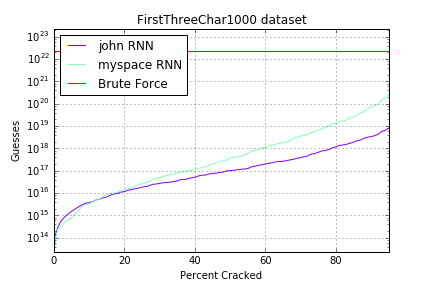 FirstThreeChar1000 dataset
john RNN
myspace RNN
Brute Force
Guesses
10^23
10^22
10^21
10^20
10^19
10^18
10^17
10^16
10^15
10^14
0 20 40 60 80
Percent Cracked